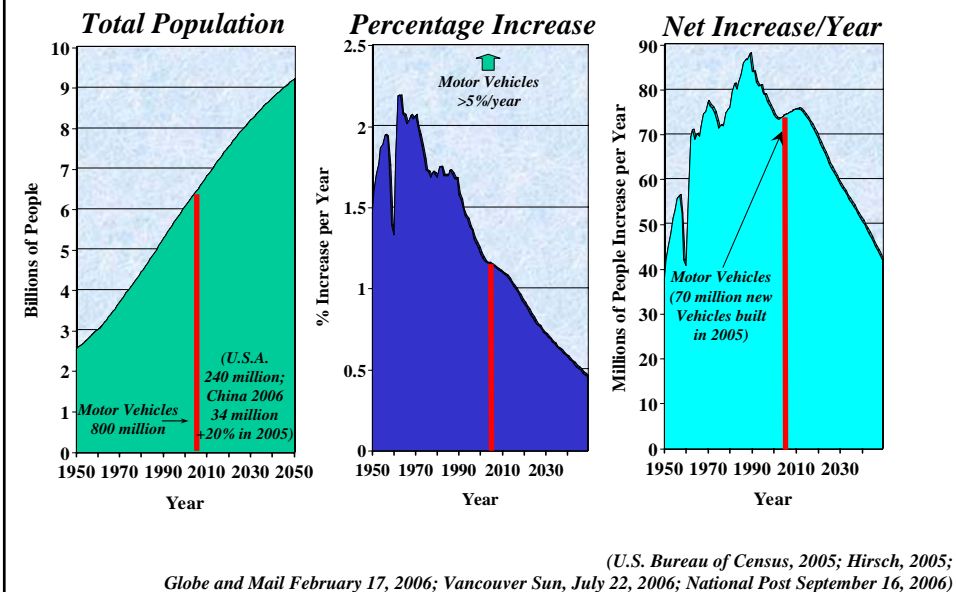 Total Population
Billions of People
10
9
8
7
6
5
4
3
2
1
0
(U.S.A.
240 million;
China 2006
34 million
+20% in 2005)
Motor Vehicles
800 million
1950 1970 1990 2010 2030 2050
Year
Percentage Increase
% Increase per Year
2.5
2
1.5
1
0.5
0
Motor Vehicles
>5%/year
1950 1970 1990 2010 2030
Year
Net Increase/Year
Millions of People Increase per Year
90
80
70
60
50
40
30
20
10
0
Motor Vehicles
(70 million new
Vehicles built
in 2005)
1950 1970 1990 2010 2030
Year
(U.S. Bureau of Census, 2005; Hirsch, 2005;
Globe and Mail February 17, 2006; Vancouver Sun, July 22, 2006; National Post September 16, 2006)